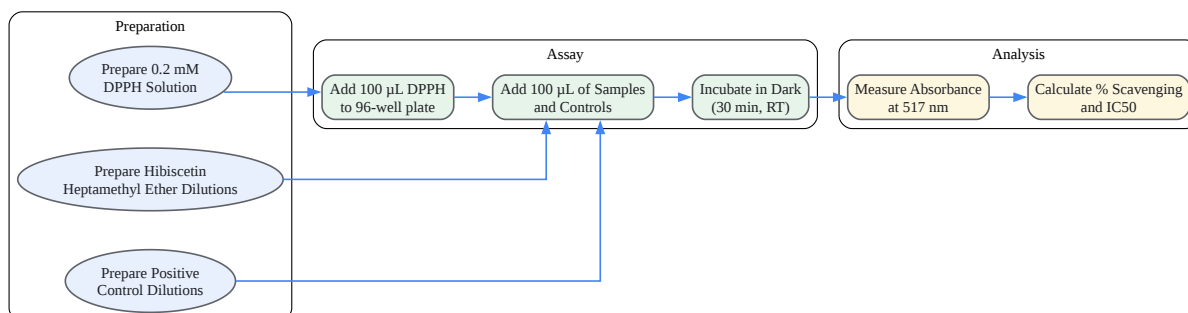 Preparation
Prepare 0.2 mM
DPPH Solution
Prepare Hibiscetin
Heptamethyl Ether Dilutions
Prepare Positive
Control Dilutions
Assay
Add 100 µL DPPH
to 96-well plate
Add 100 µL of Samples
and Controls
Incubate in Dark
(30 min, RT)
Analysis
Measure Absorbance
at 517 nm
Calculate % Scavenging
and IC50